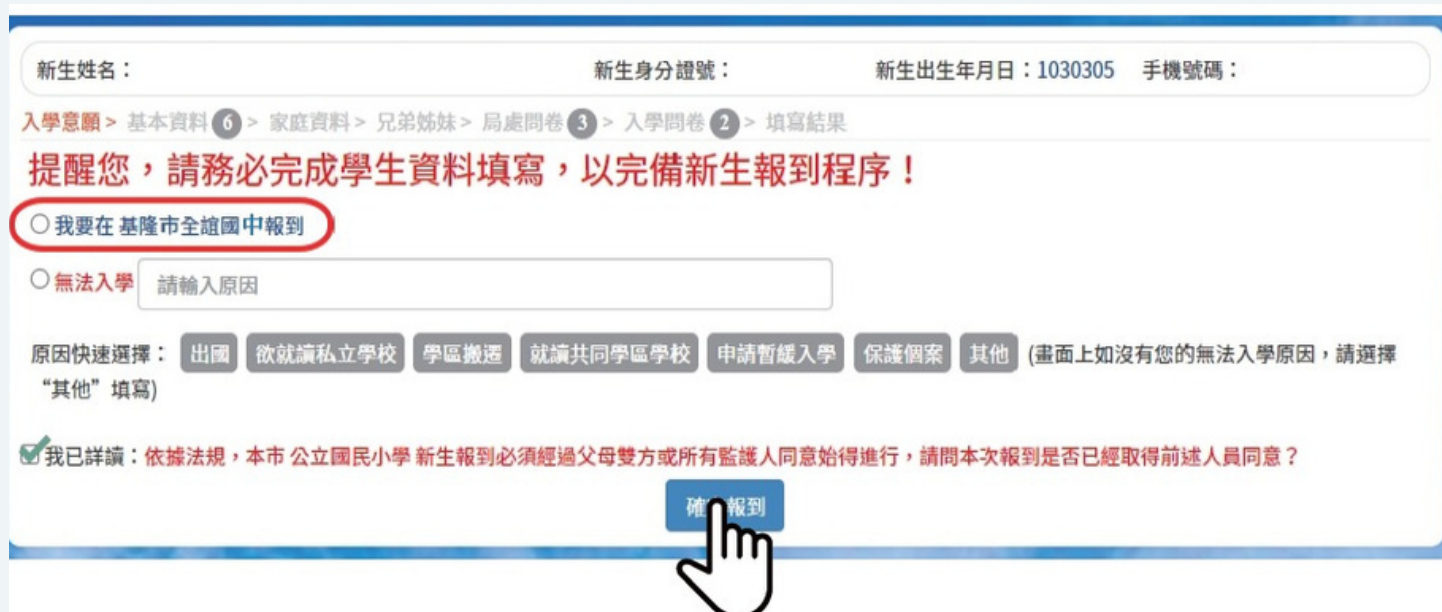 新生姓名： 新生身分證號： 新生出生年月日：1030305 手機號碼：
入學意願 > 基本資料 6 > 家庭資料 > 兄弟姊妹 > 局處問卷 3 > 入學問卷 2 > 填寫結果
提醒您，請務必完成學生資料填寫，以完備新生報到程序！
我要在 基隆市全誼國中報到
無法入學 請輸入原因
原因快速選擇： 出國 欲就讀私立學校 學區搬遷 就讀共同學區學校 申請暫緩入學 保護個案 其他 (畫面上如沒有您的無法入學原因，請選擇
“其他” 填寫)
我已詳讀：依據法規，本市 公立國民小學 新生報到必須經過父母雙方或所有監護人同意始得進行，請問本次報到是否已經取得前述人員同意？
確 報到